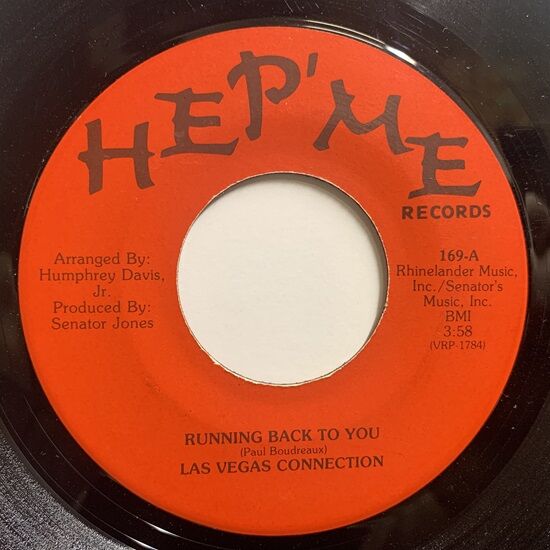 HEP' ME
RECORDS
Arranged By:
Humphrey Davis,
Jr.
Produced By:
Senator Jones
169-A
Rhinelander Music,
Inc./Senator's
Music, Inc.
BMI
3:58
(VRP-1784)
RUNNING BACK TO YOU
(Paul Boudreaux)
LAS VEGAS CONNECTION